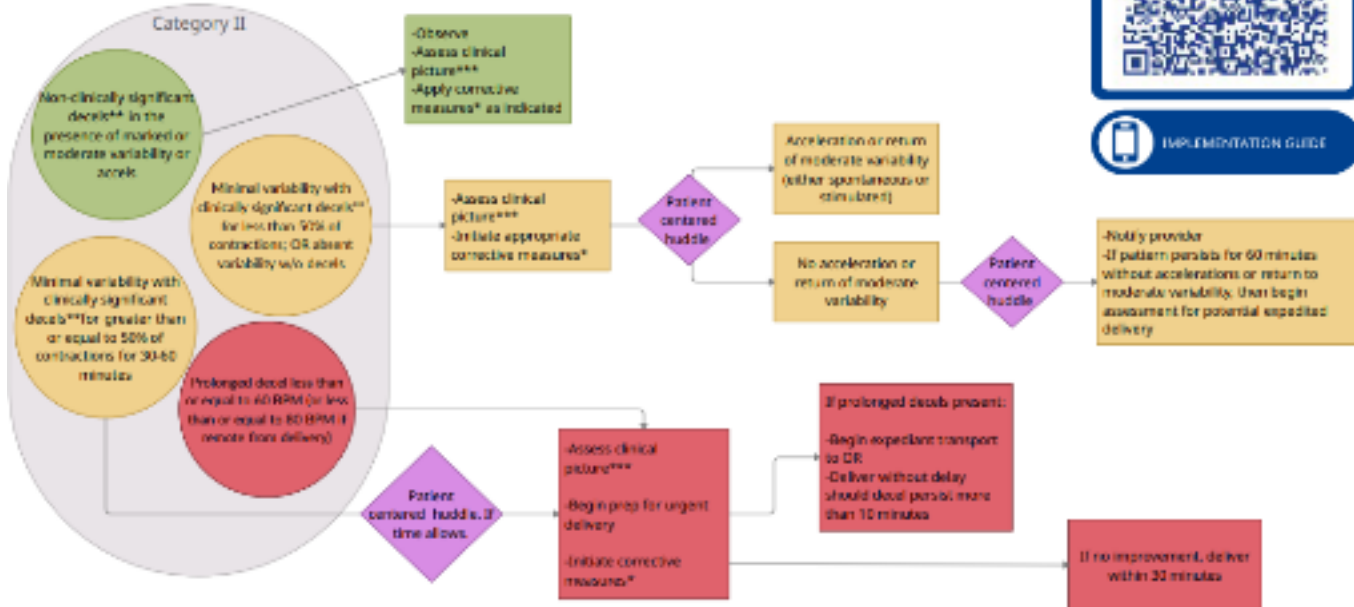 Category II
Non-clinically significant
decels** in the
presence of marked or
moderate variability or
accels
-Observe
-Assess clinical
picture***
-Apply corrective
measures* as indicated
Minimal variability with
clinically significant decels**
for less than 50% of
contractions; OR absent
variability w/o decels
-Assess clinical
picture***
-Initiate appropriate
corrective measures*
Patient
centered
huddle
Acceleration or return
of moderate variability
(either spontaneous or
stimulated)
No acceleration or
return of moderate
variability
Patient
centered
huddle
-Notify provider
-If pattern persists for 60 minutes
without accelerations or return to
moderate variability, then begin
assessment for potential expedited
delivery
Minimal variability with
clinically significant
decels**for greater than
or equal to 50% of
contractions for 30-60
minutes
Prolonged decel less than
or equal to 60 BPM (or less
than or equal to 80 BPM if
remote from delivery)
Patient
centered huddle. If
time allows.
-Assess clinical
picture***
-Begin prep for urgent
delivery
-Initiate corrective
measures*
If prolonged decels present:
-Begin expediant transport
to OR
-Deliver without delay
should decel persist more
than 10 minutes
If no improvement, deliver
within 30 minutes
IMPLEMENTATION GUIDE